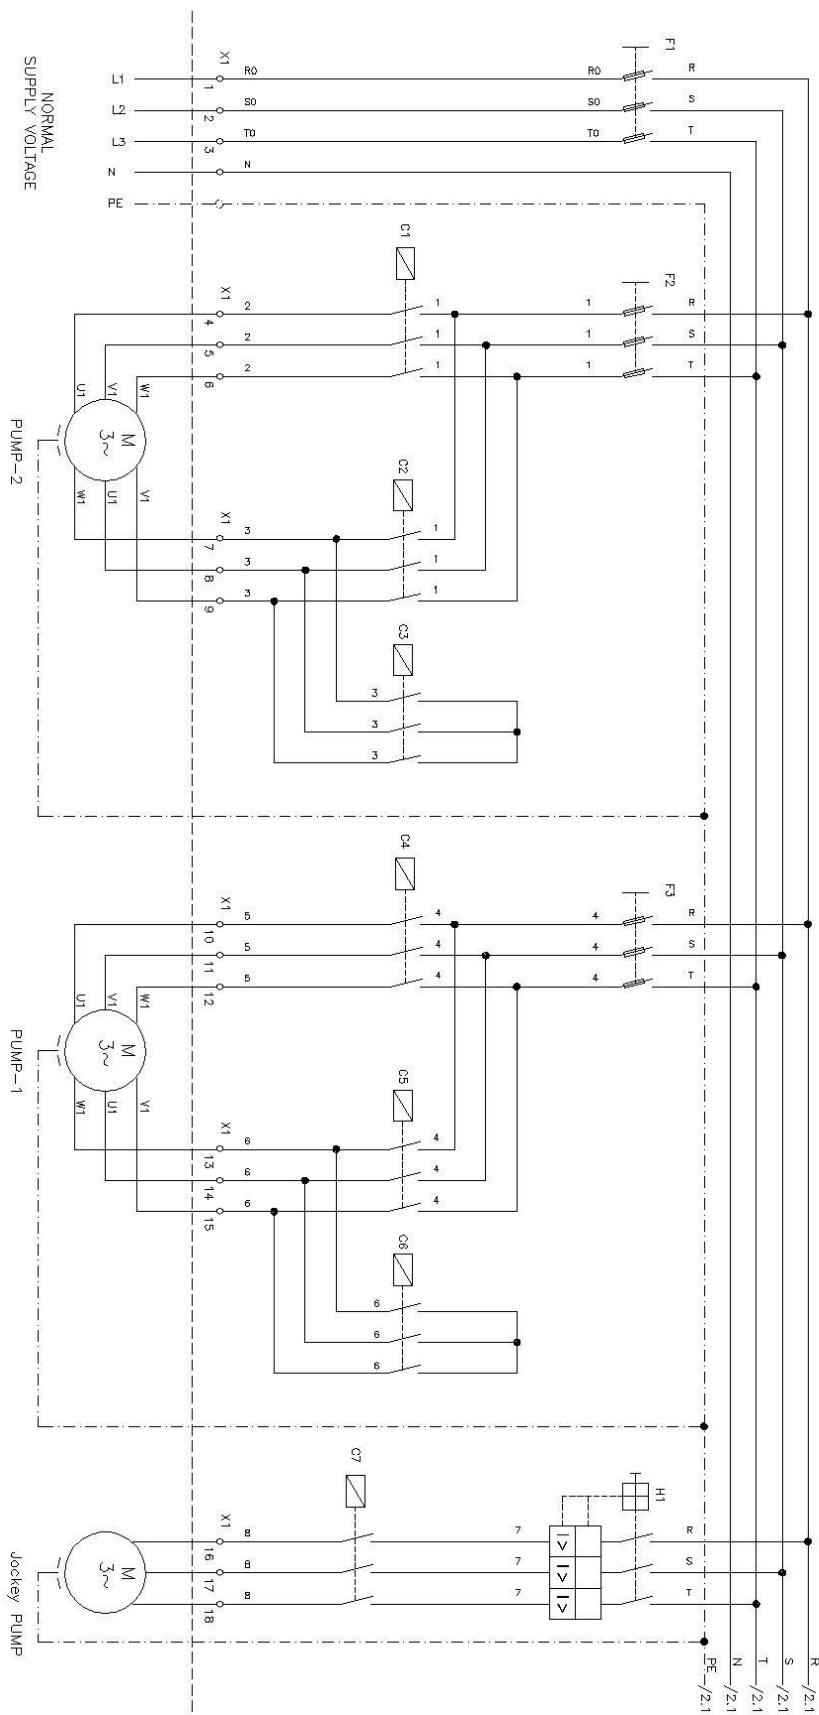 NORMAL
SUPPLY VOLTAGE
L1
L2
L3
N
PE
X1
1
2
3
R0
S0
T0
N
R0
S0
T0
F1
R
S
T
PUMP-2
M
3~
U1
V1
W1
W1
U1
V1
X1
4
5
6
2
2
2
C1
1
1
1
1
1
1
F2
R
S
T
X1
7
8
9
3
3
3
C2
1
1
1
C3
3
3
3
PUMP-1
M
3~
U1
V1
W1
W1
U1
V1
X1
10
11
12
5
5
5
C4
4
4
4
4
4
4
F3
R
S
T
X1
13
14
15
6
6
6
C5
4
4
4
C6
6
6
6
Jockey PUMP
M
3~
X1
16
17
18
8
8
8
C7
7
7
7
I>
I>
I>
H1
R
S
T
R
/2.1
S
/2.1
T
/2.1
N
/2.1
PE
/2.1